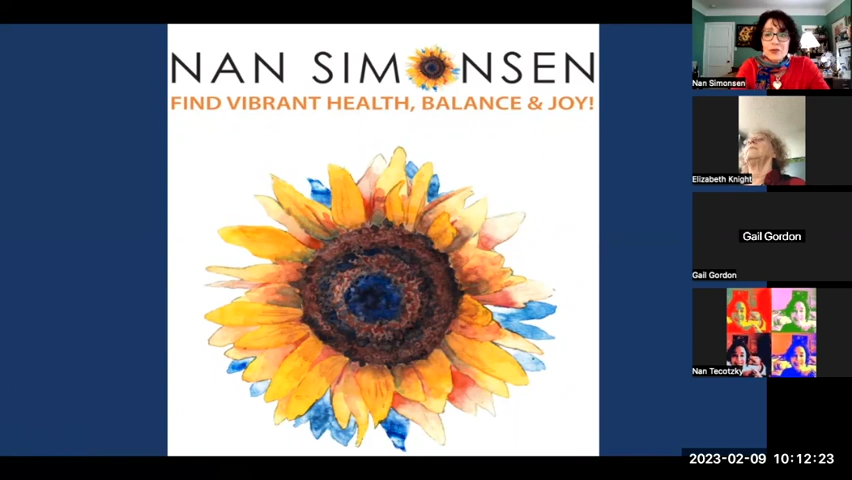 NAN SIMONSEN
FIND VIBRANT HEALTH, BALANCE & JOY!
Nan Simonsen
Elizabeth Knight
Gail Gordon
Gail Gordon
Nan Tecotzky
2023-02-09 10:12:23